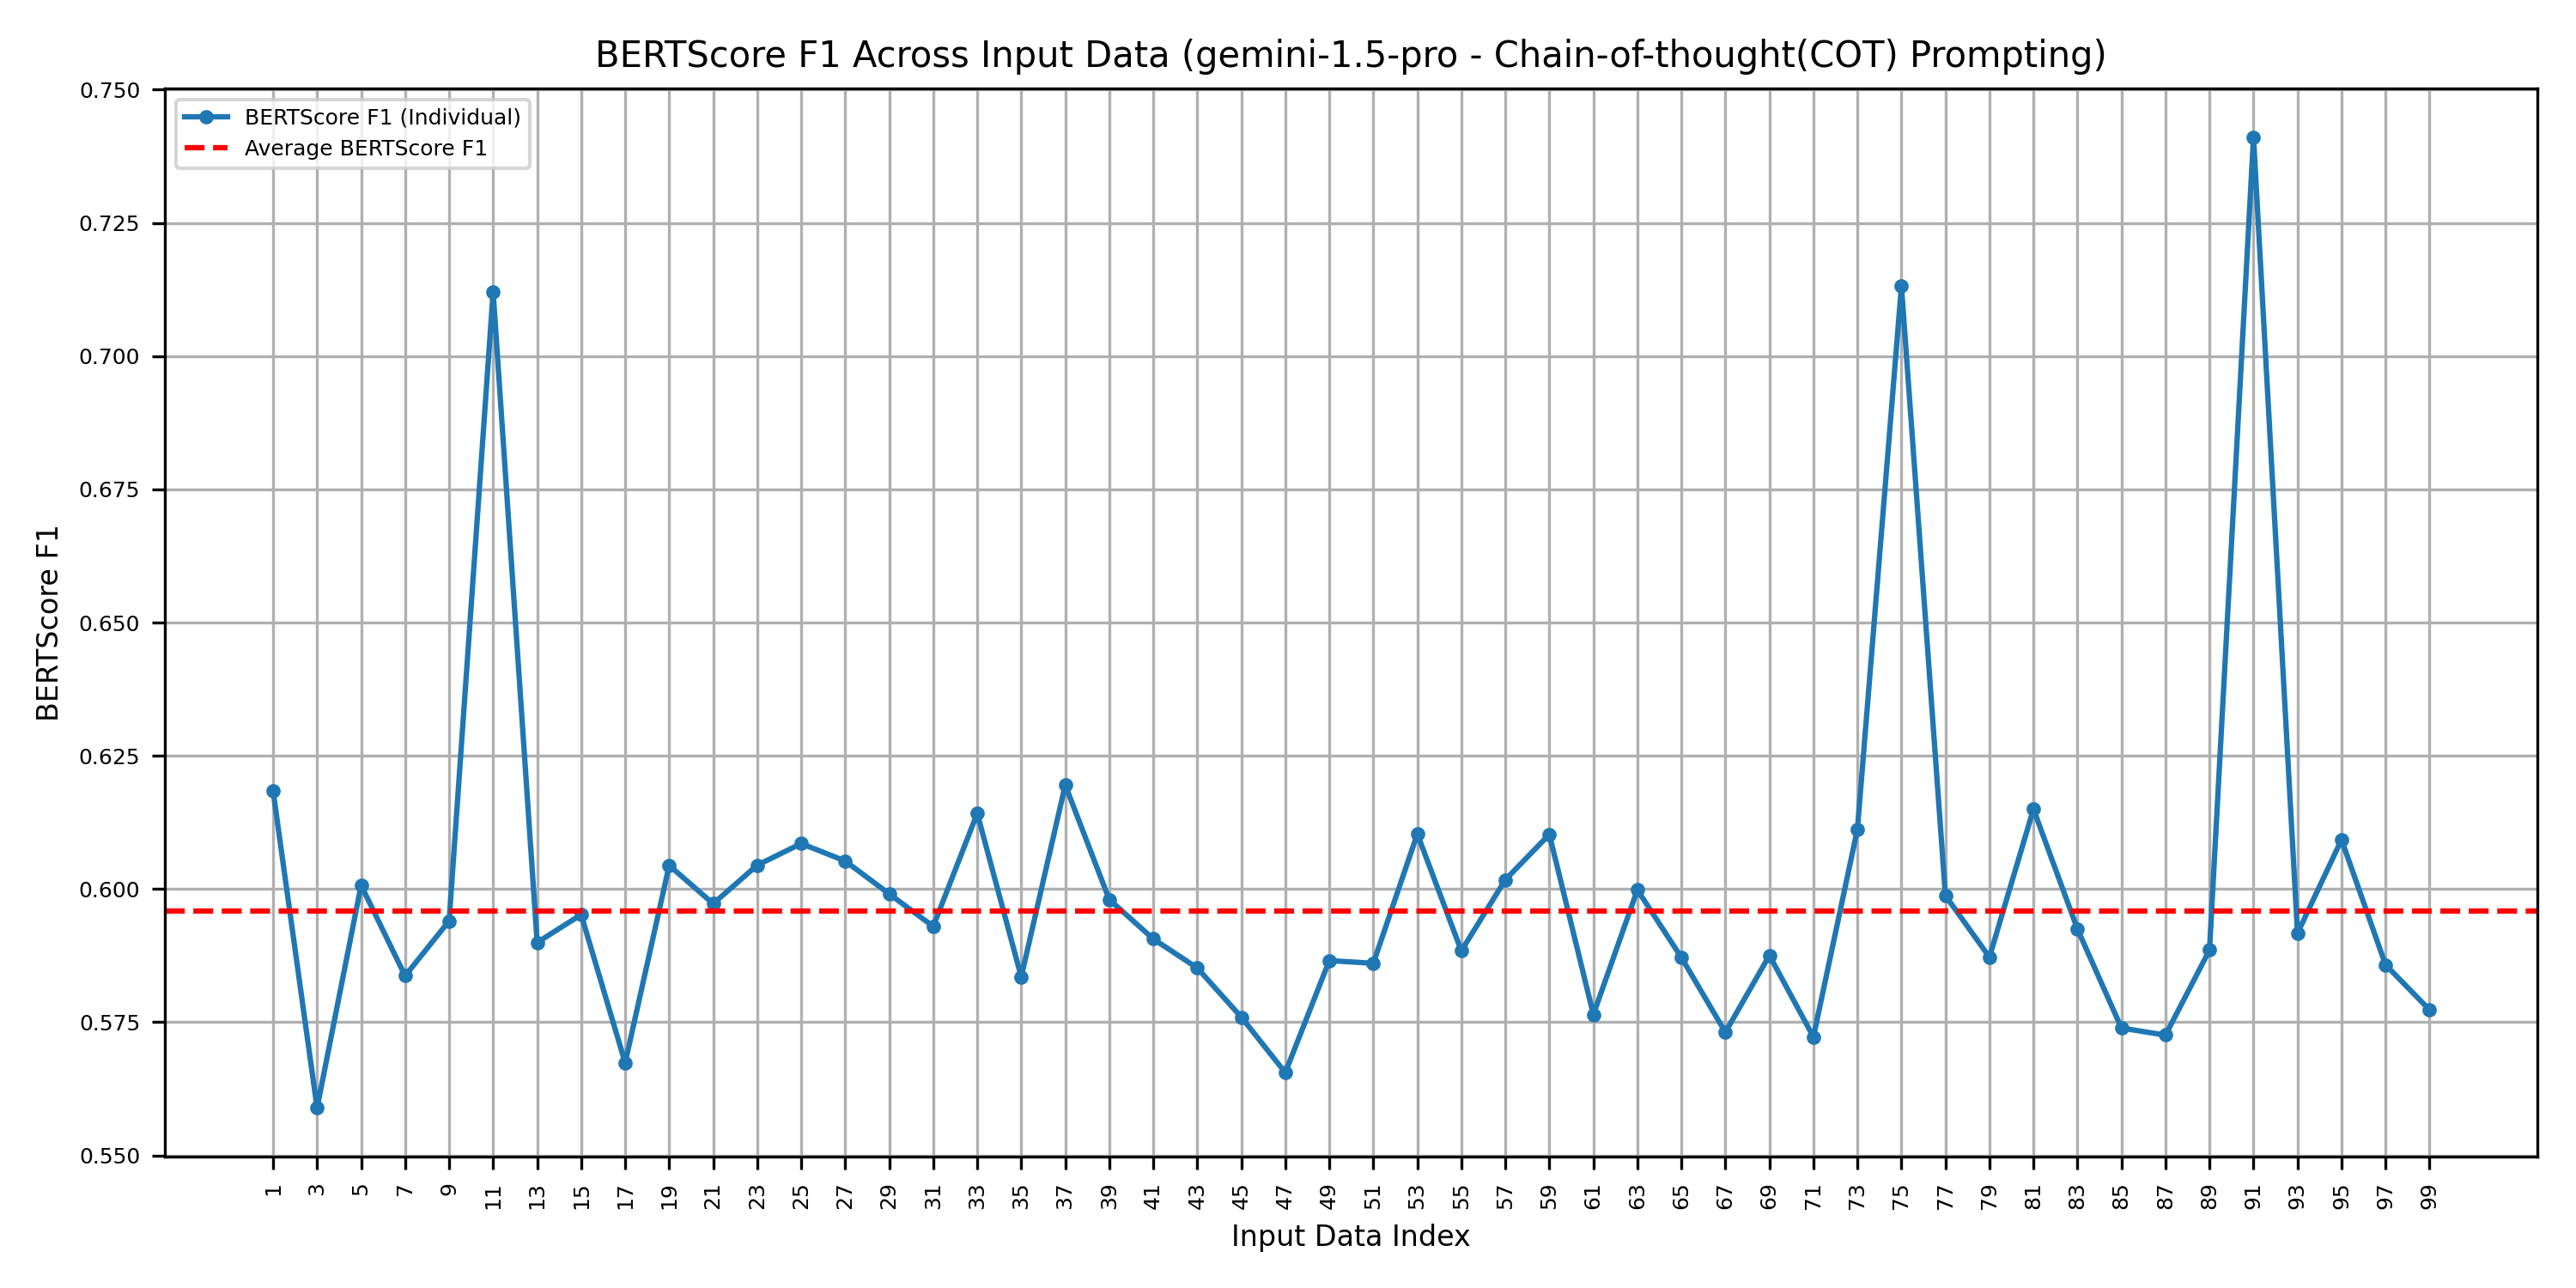 BERTScore F1 Across Input Data (gemini-1.5-pro - Chain-of-thought(COT) Prompting)
BERTScore F1 (Individual)
Average BERTScore F1
BERTScore F1
0.750
0.725
0.700
0.675
0.650
0.625
0.600
0.575
0.550
1 3 5 7 9 11 13 15 17 19 21 23 25 27 29 31 33 35 37 39 41 43 45 47 49 51 53 55 57 59 61 63 65 67 69 71 73 75 77 79 81 83 85 87 89 91 93 95 97 99
Input Data Index